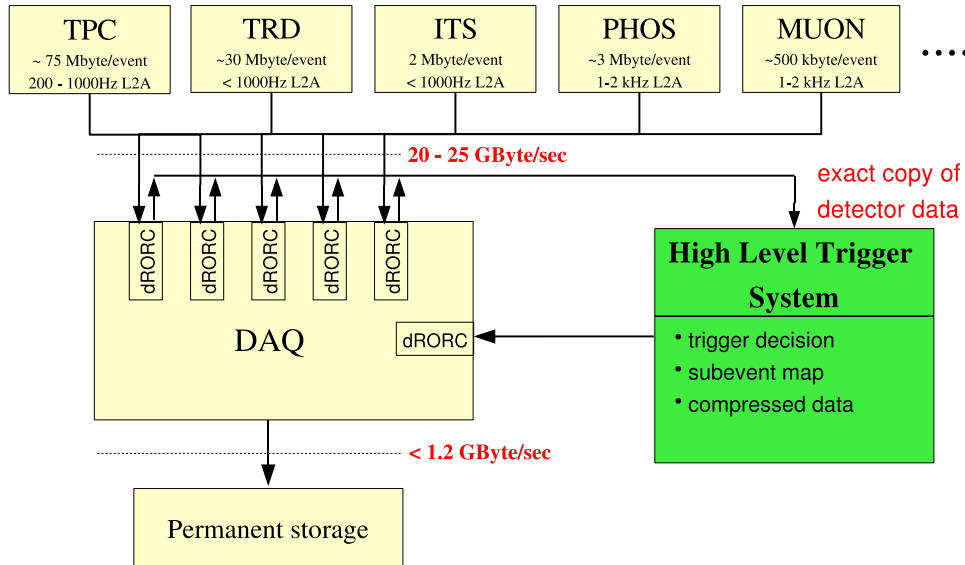 TPC
~ 75 Mbyte/event
200 - 1000Hz L2A
TRD
~30 Mbyte/event
< 1000Hz L2A
ITS
2 Mbyte/event
< 1000Hz L2A
PHOS
~3 Mbyte/event
1-2 kHz L2A
MUON
~500 kbyte/event
1-2 kHz L2A
....
20 - 25 GByte/sec
exact copy of
detector data
dRORC
dRORC
dRORC
dRORC
dRORC
High Level Trigger
System
DAQ
dRORC
• trigger decision
• subevent map
• compressed data
< 1.2 GByte/sec
Permanent storage